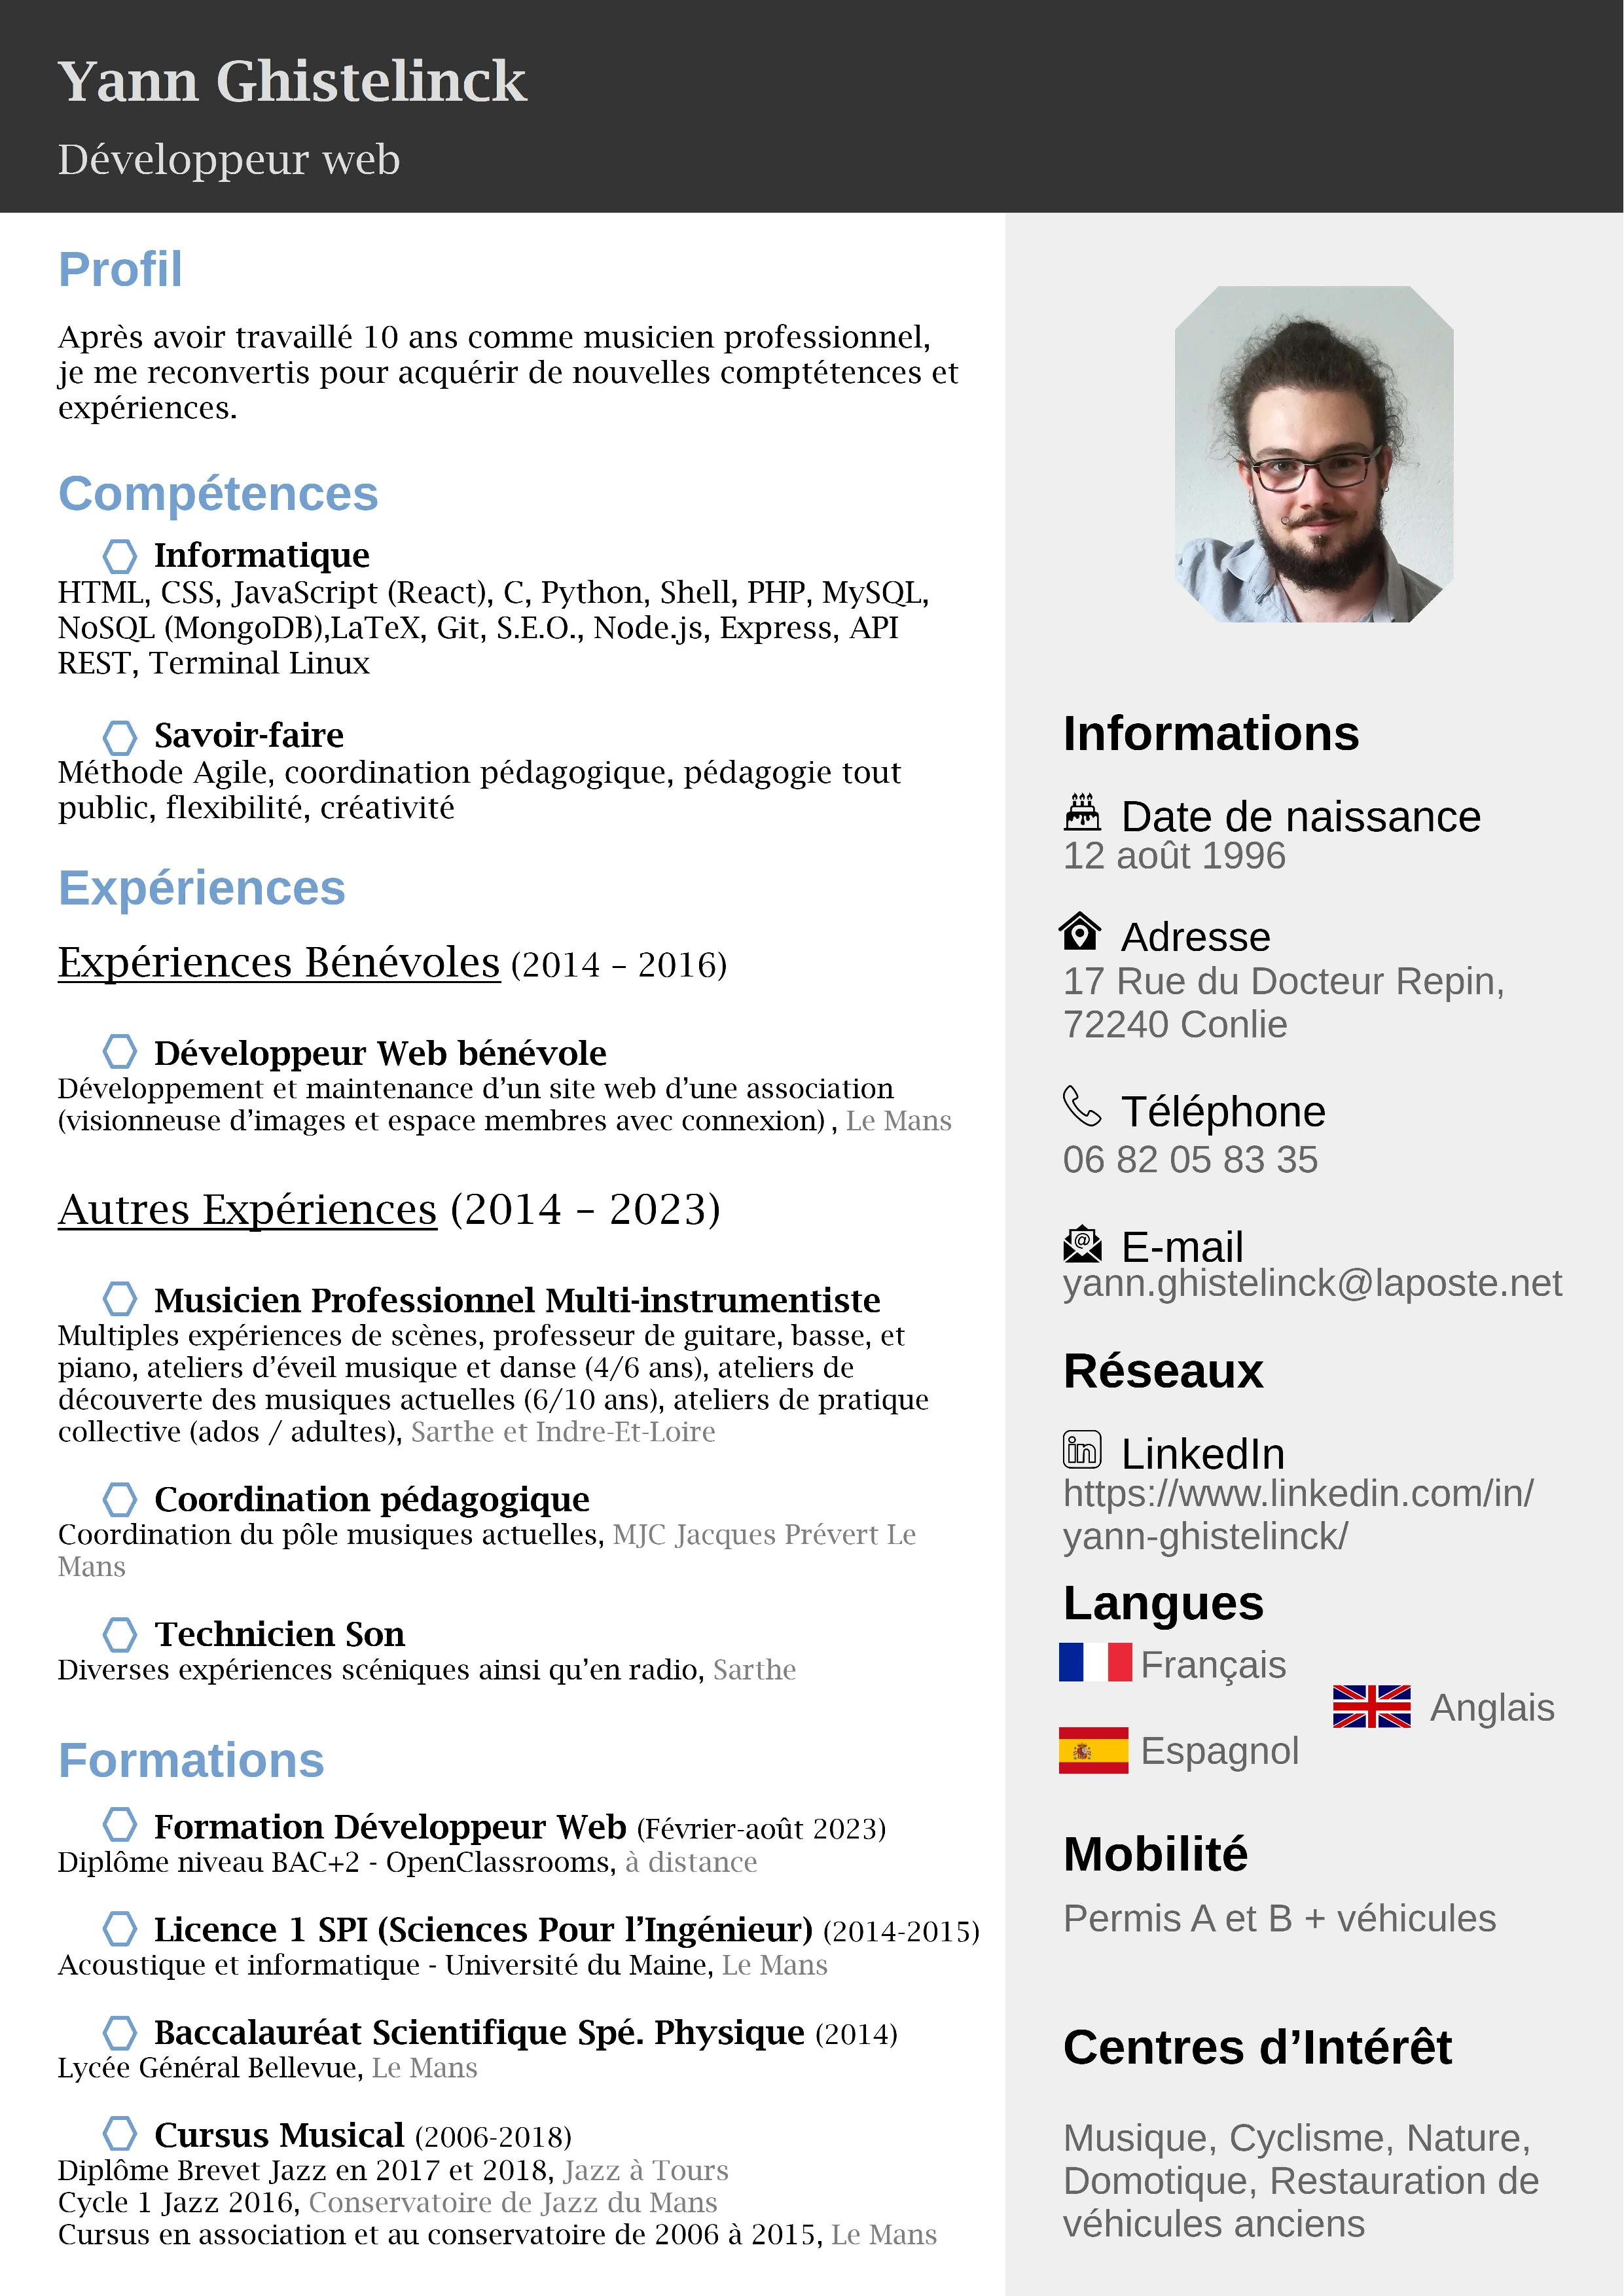 Yann Ghistelinck
Développeur web
Profil
Après avoir travaillé 10 ans comme musicien professionnel,
je me reconvertis pour acquérir de nouvelles comptétences et
expériences.
Compétences
Informatique
HTML, CSS, JavaScript (React), C, Python, Shell, PHP, MySQL,
NoSQL (MongoDB),LaTeX, Git, S.E.O., Node.js, Express, API
REST, Terminal Linux
Savoir-faire
Méthode Agile, coordination pédagogique, pédagogie tout
public, flexibilité, créativité
Expériences
Expériences Bénévoles (2014 – 2016)
Développeur Web bénévole
Développement et maintenance d’un site web d’une association
(visionneuse d’images et espace membres avec connexion) , Le Mans
Autres Expériences (2014 – 2023)
Musicien Professionnel Multi-instrumentiste
Multiples expériences de scènes, professeur de guitare, basse, et
piano, ateliers d’éveil musique et danse (4/6 ans), ateliers de
découverte des musiques actuelles (6/10 ans), ateliers de pratique
collective (ados / adultes), Sarthe et Indre-Et-Loire
Coordination pédagogique
Coordination du pôle musiques actuelles, MJC Jacques Prévert Le
Mans
Technicien Son
Diverses expériences scéniques ainsi qu’en radio, Sarthe
Formations
Formation Développeur Web (Février-août 2023)
Diplôme niveau BAC+2 - OpenClassrooms, à distance
Licence 1 SPI (Sciences Pour l’Ingénieur) (2014-2015)
Acoustique et informatique - Université du Maine, Le Mans
Baccalauréat Scientifique Spé. Physique (2014)
Lycée Général Bellevue, Le Mans
Cursus Musical (2006-2018)
Diplôme Brevet Jazz en 2017 et 2018, Jazz à Tours
Cycle 1 Jazz 2016, Conservatoire de Jazz du Mans
Cursus en association et au conservatoire de 2006 à 2015, Le Mans
Informations
Date de naissance
12 août 1996
Adresse
17 Rue du Docteur Repin,
72240 Conlie
Téléphone
06 82 05 83 35
E-mail
yann.ghistelinck@laposte.net
Réseaux
LinkedIn
https://www.linkedin.com/in/
yann-ghistelinck/
Langues
Français
Anglais
Espagnol
Mobilité
Permis A et B + véhicules
Centres d’Intérêt
Musique, Cyclisme, Nature,
Domotique, Restauration de
véhicules anciens